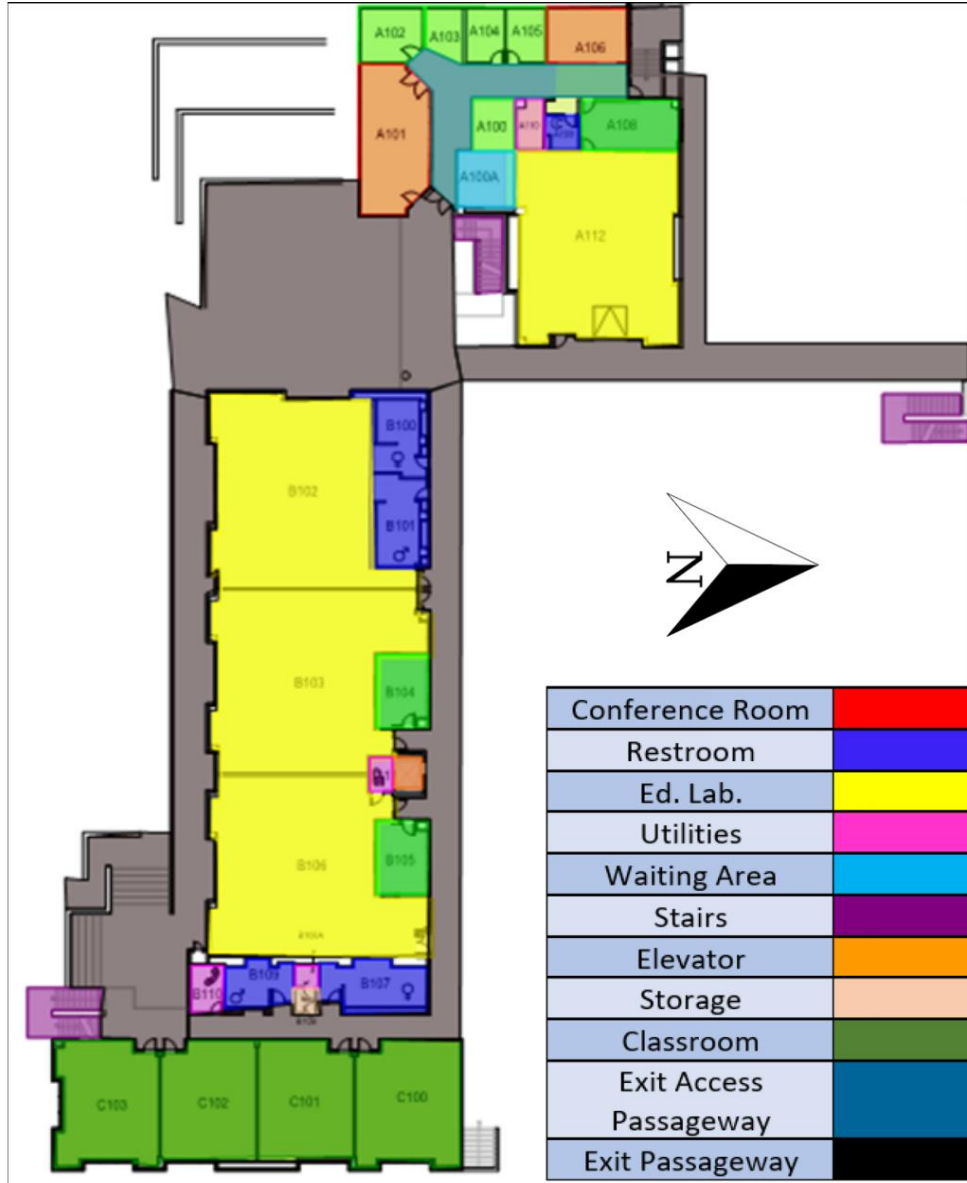 A102
A103
A104
A105
A106
A101
A100
A110
A108
A100A
A112
B100
B102
B101
N
B103
B104
B106
B105
B109
B107
B110
C103
C102
C101
C100
Conference Room
Restroom
Ed. Lab.
Utilities
Waiting Area
Stairs
Elevator
Storage
Classroom
Exit Access
Passageway
Exit Passageway